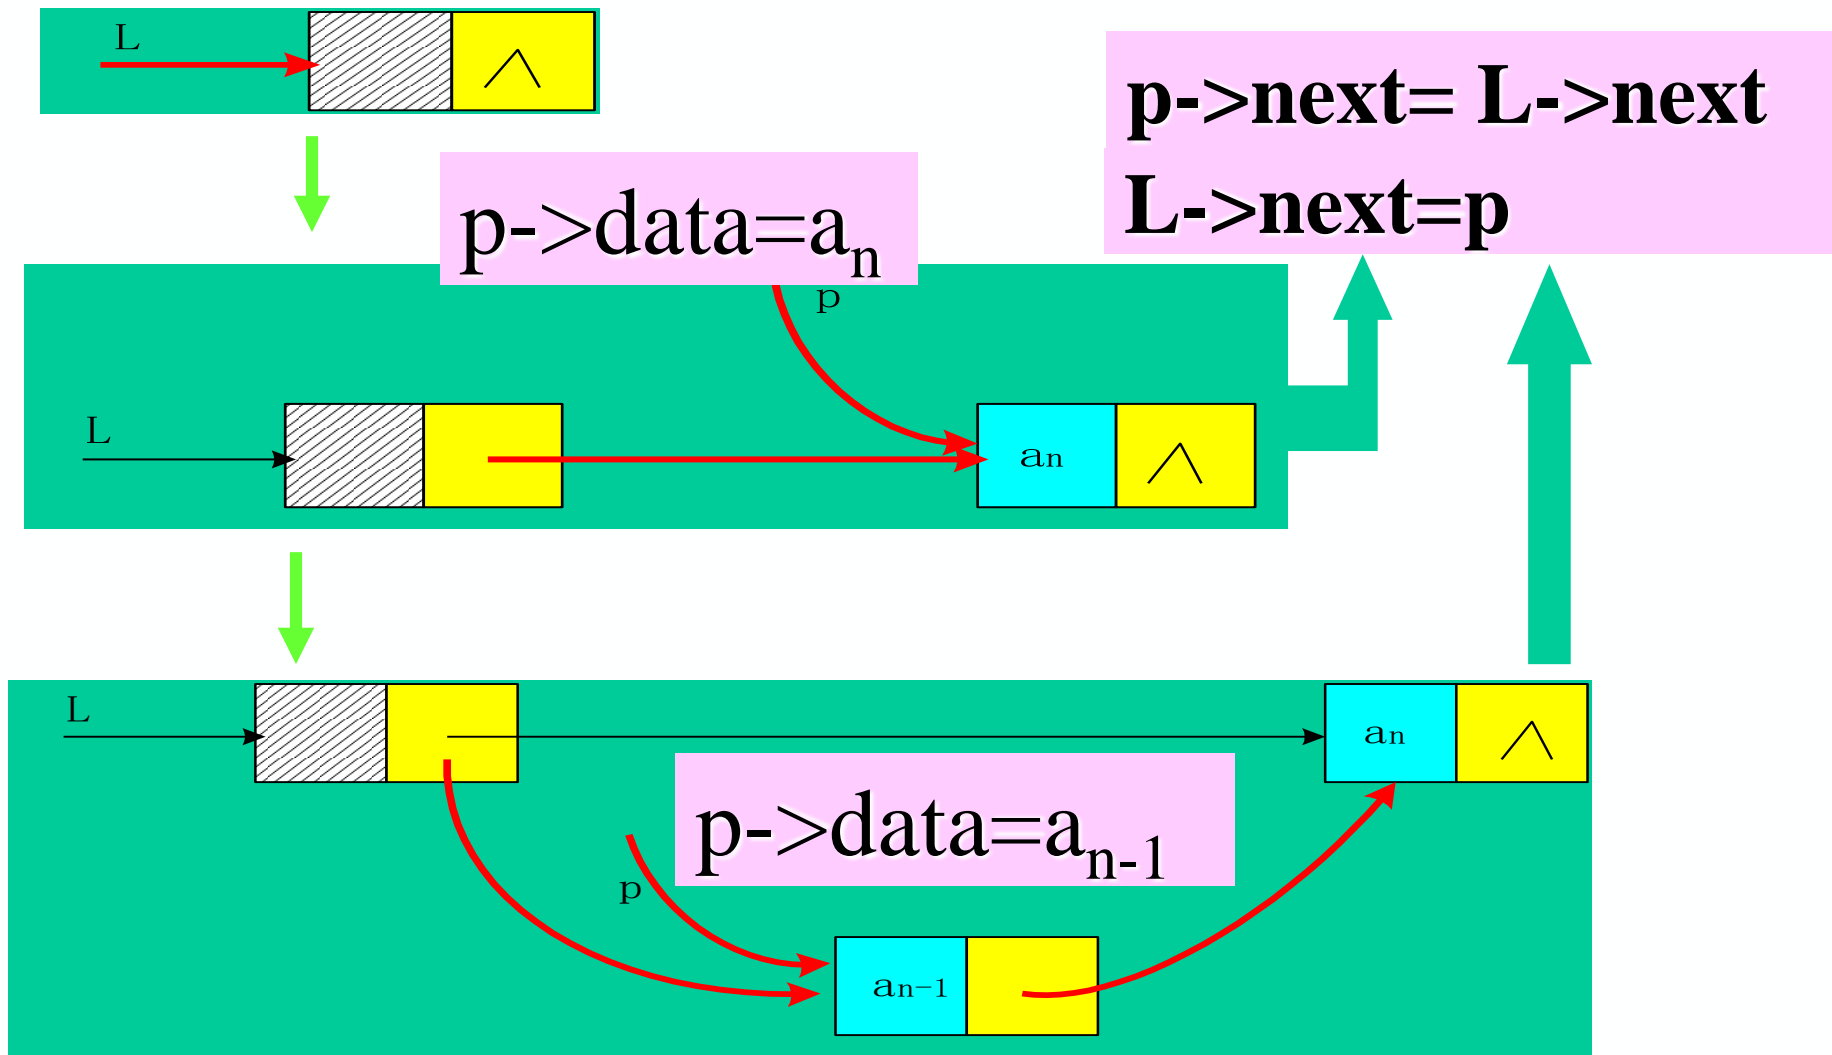 L
p->next= L->next
L->next=p
p->data=aₙ
p
L
aₙ
L
aₙ
p->data=aₙ₋₁
p
aₙ₋₁